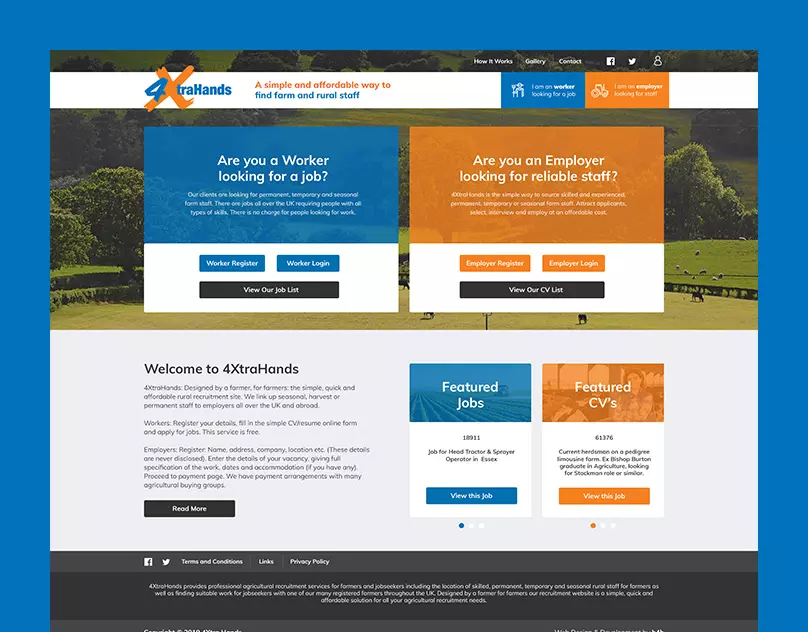 How It Works Gallery Contact
4XtraHands
A simple and affordable way to
find farm and rural staff
I am an worker
looking for a job
I am an employer
looking for staff
Are you a Worker
looking for a job?
Our clients are looking for permanent, temporary and seasonal
farm staff. There are jobs all over the UK requiring people with all
types of skills. There is no charge for people looking for work.
Worker Register Worker Login
View Our Job List
Are you an Employer
looking for reliable staff?
4XtraHands is the simple way to source skilled and experienced,
permanent, temporary or seasonal farm staff. Attract applicants,
select, interview and employ at an affordable cost.
Employer Register Employer Login
View Our CV List
Welcome to 4XtraHands
4XtraHands: Designed by a farmer, for farmers: the simple, quick and
affordable rural recruitment site. We link up seasonal, harvest or
permanent staff to employers all over the UK and abroad.
Workers: Register your details, fill in the simple CV/resume online form
and apply for jobs. This service is free.
Employers: Register: Name, address, company, location etc. (These details
are never disclosed). Enter the details of your vacancy, giving full
specification of the work, dates and accommodation (if you have any).
Proceed to payment page. We have payment arrangements with many
agricultural buying groups.
Read More
Featured
Jobs
18911
Job for Head Tractor & Sprayer
Operator in Essex
View this Job
Featured
CV's
61376
Current herdsman on a pedigree
limousine farm. Ex Bishop Burton
graduate in Agriculture, looking
for Stockman role or similar.
View this Job
Terms and Conditions Links Privacy Policy
4XtraHands provides professional agricultural recruitment services for farmers and jobseekers including the location of skilled, permanent, temporary and seasonal rural staff for farmers as
well as finding suitable work for jobseekers with one of our many registered farmers throughout the UK. Designed by a farmer for farmers our recruitment website is a simple, quick and
affordable solution for all your agricultural recruitment needs.
Copyright © 2019 4Xtra Hands Web Design & Development by